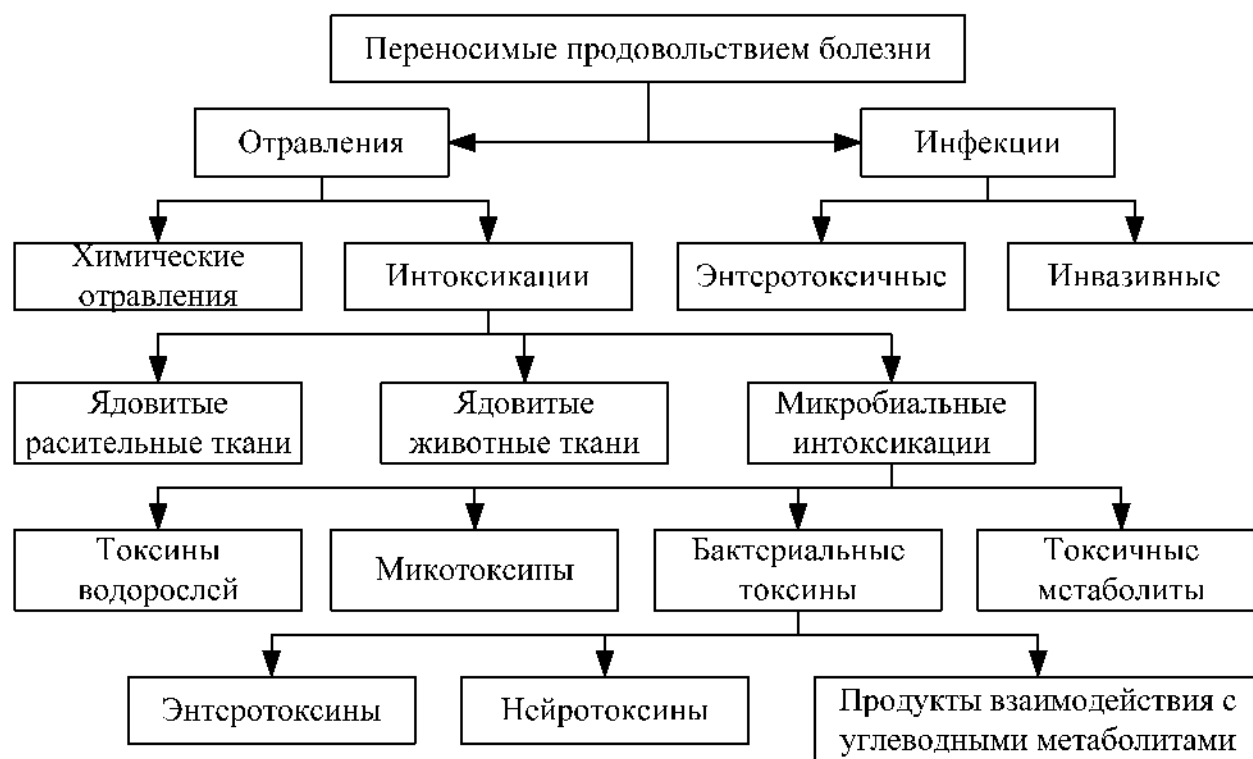 Переносимые продовольствием болезни
Отравления
Инфекции
Химические
отравления
Интоксикации
Энтеротоксичные
Инвазивные
Ядовитые
расительные ткани
Ядовитые
животные ткани
Микробиальные
интоксикации
Токсины
водорослей
Микотоксины
Бактериальные
токсины
Токсичные
метаболиты
Энтеротоксины
Нейротоксины
Продукты взаимодействия с
углеводными метаболитами